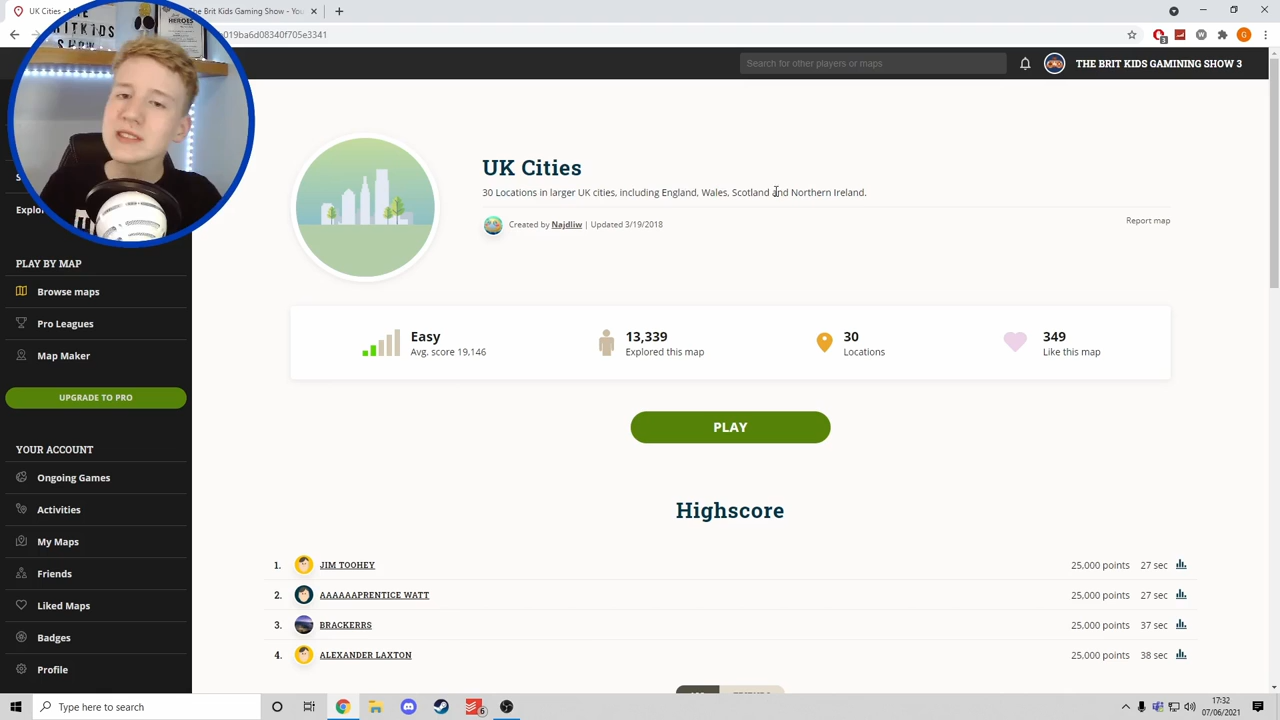 UK Cities -
The Brit Kids Gaming Show - You
019ba6d08340f705e3341
Search for other players or maps
THE BRIT KIDS GAMINING SHOW 3
UK Cities
30 Locations in larger UK cities, including England, Wales, Scotland and Northern Ireland.
Created by Najdliw | Updated 3/19/2018
Report map
Easy
Avg. score 19,146
13,339
Explored this map
30
Locations
349
Like this map
PLAY
Highscore
1. JIM TOOHEY 25,000 points 27 sec
2. AAAAAAPRENTICE WATT 25,000 points 27 sec
3. BRACKERRS 25,000 points 37 sec
4. ALEXANDER LAXTON 25,000 points 38 sec
Explor
PLAY BY MAP
Browse maps
Pro Leagues
Map Maker
UPGRADE TO PRO
YOUR ACCOUNT
Ongoing Games
Activities
My Maps
Friends
Liked Maps
Badges
Profile
Type here to search
6
17:32
07/06/2021